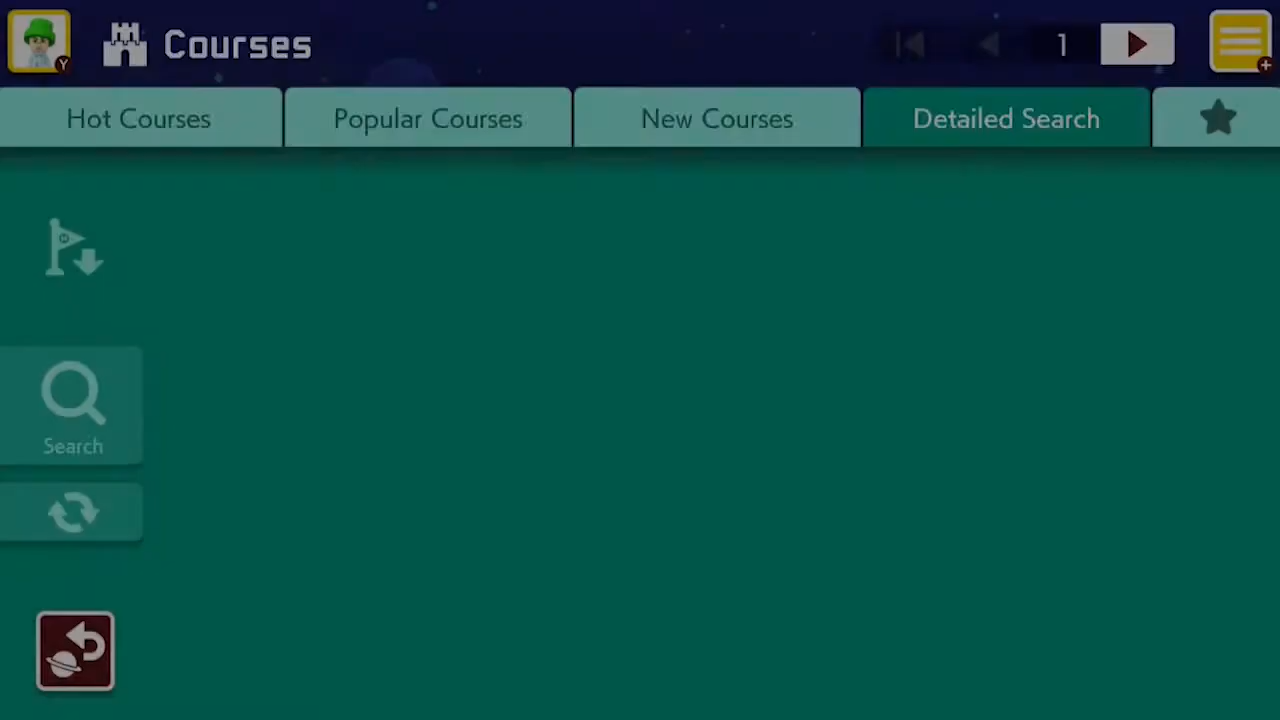 Y
Courses
1
+
Hot Courses
Popular Courses
New Courses
Detailed Search
M
Search